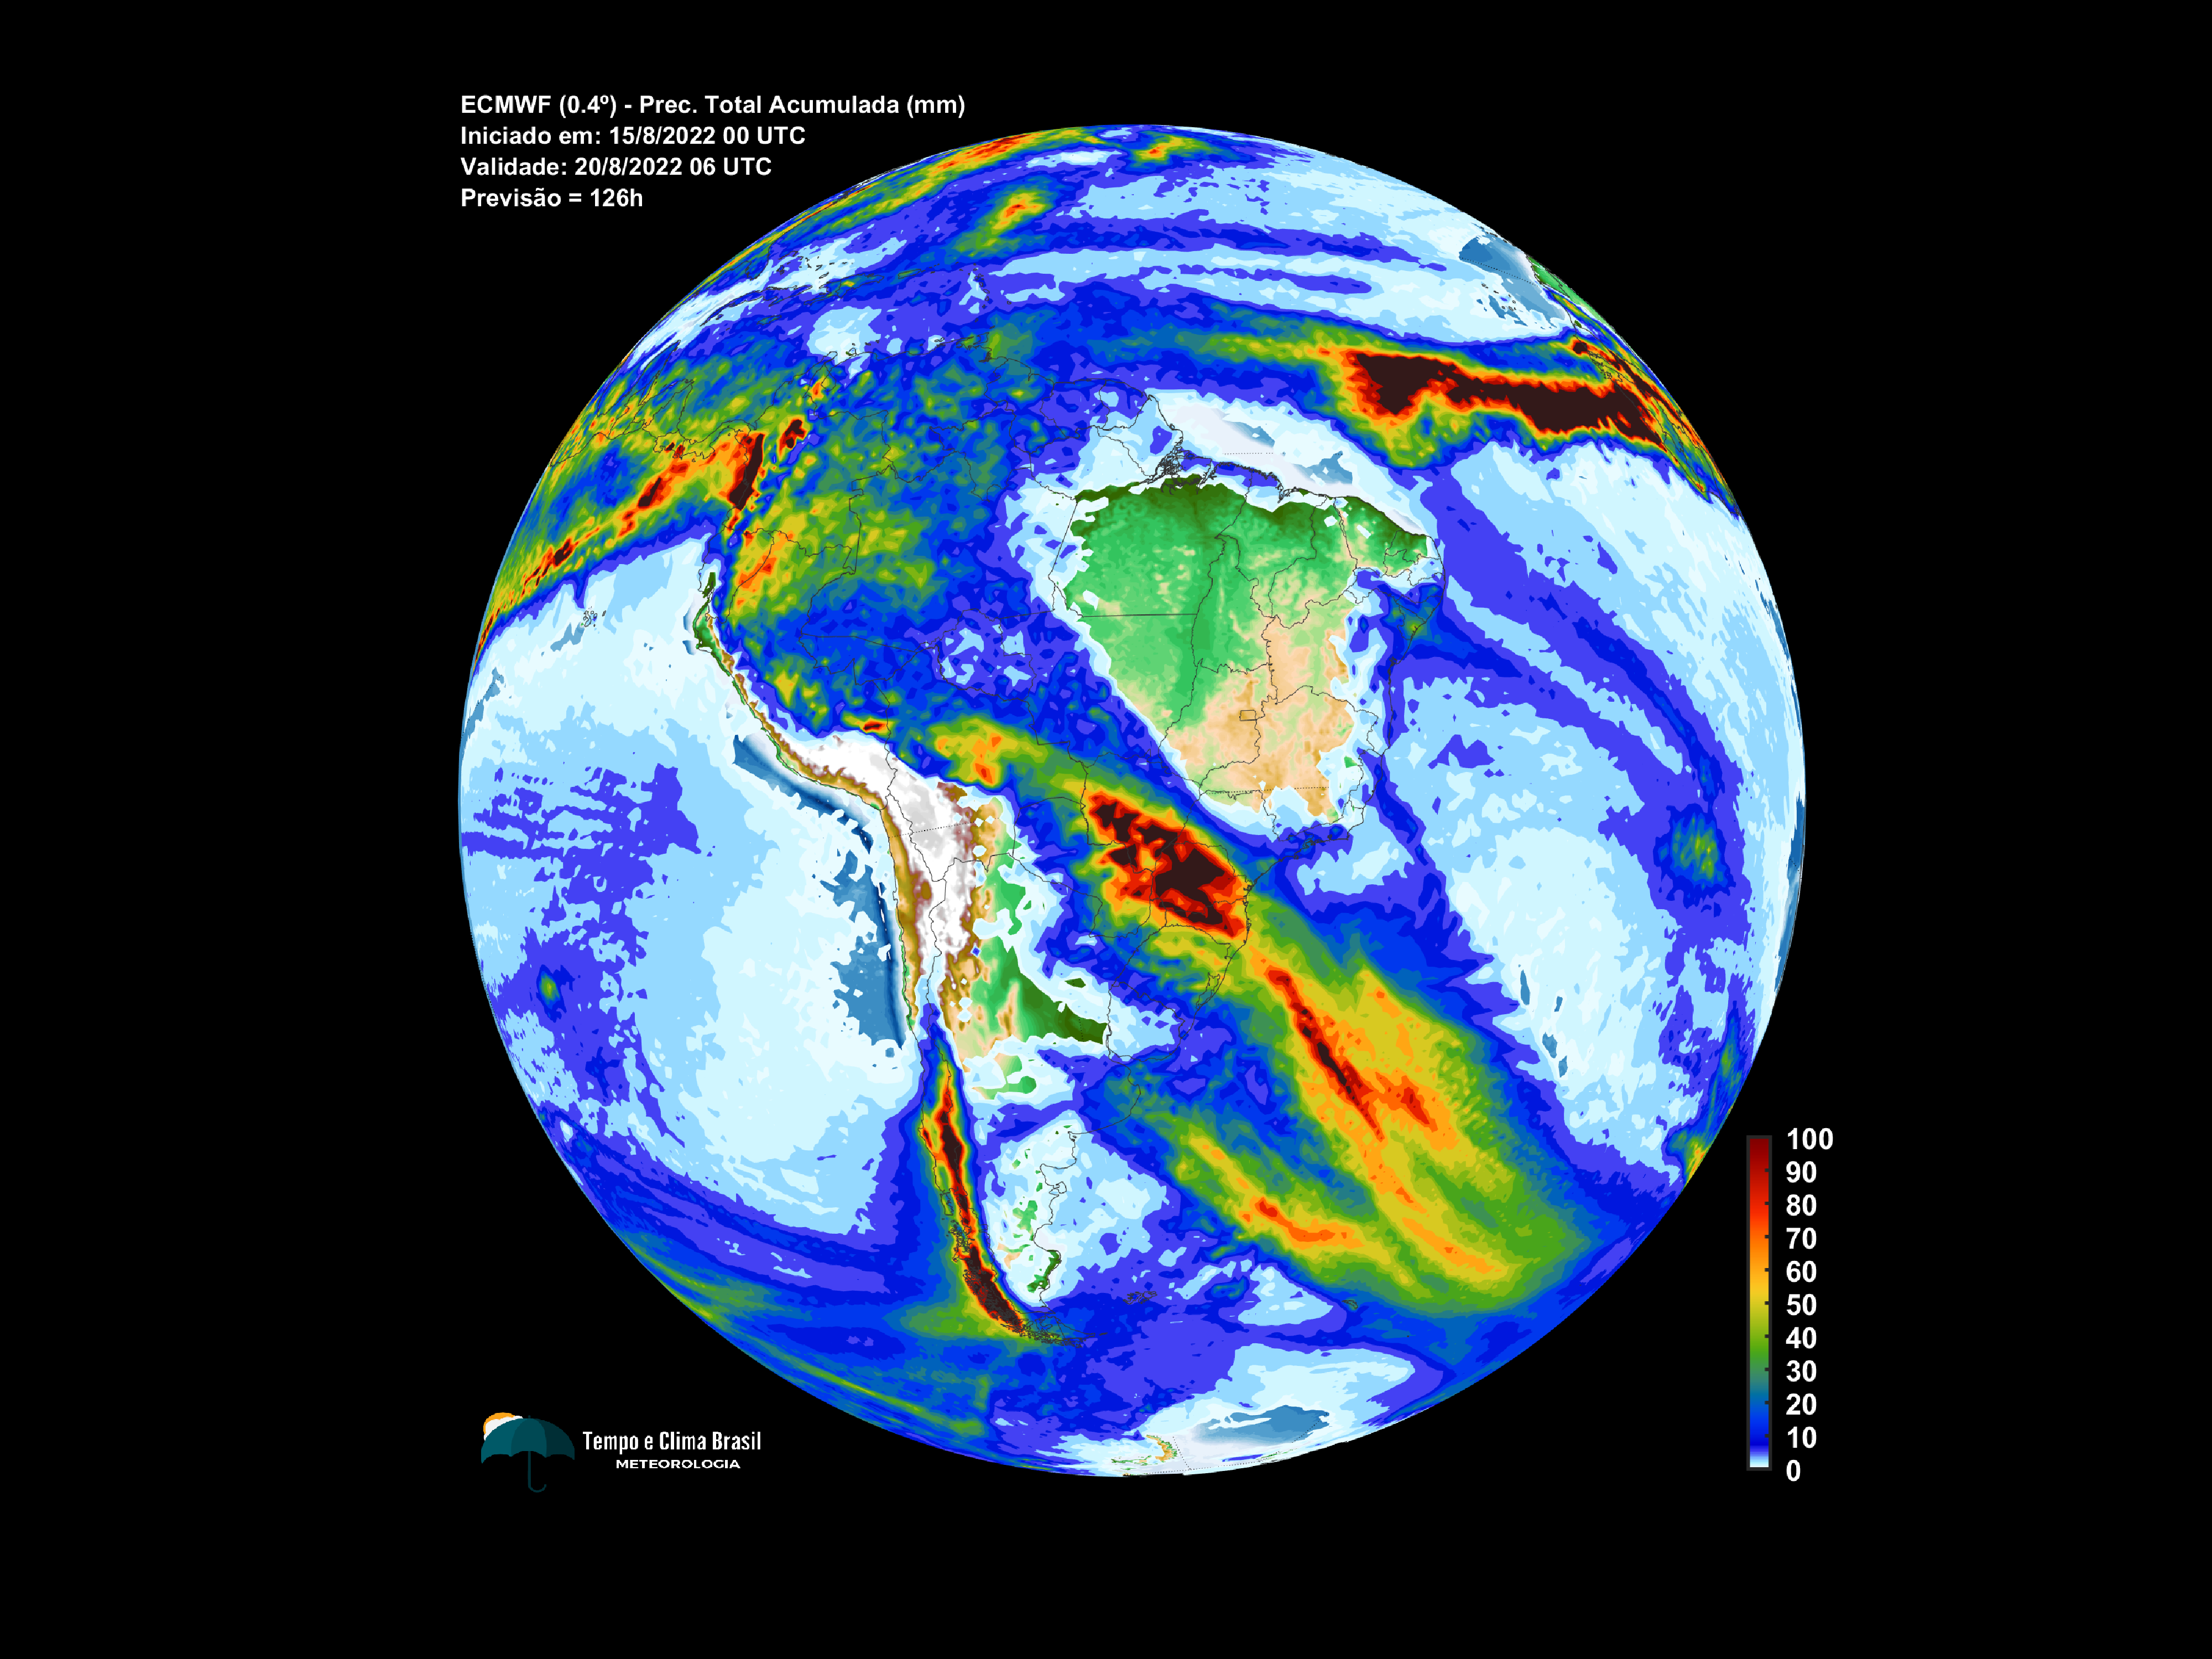 ECMWF (0.4º) - Prec. Total Acumulada (mm)
Iniciado em: 15/8/2022 00 UTC
Validade: 20/8/2022 06 UTC
Previsão = 126h
100
90
80
70
60
50
40
30
20
10
0
Tempo e Clima Brasil
METEOROLOGIA